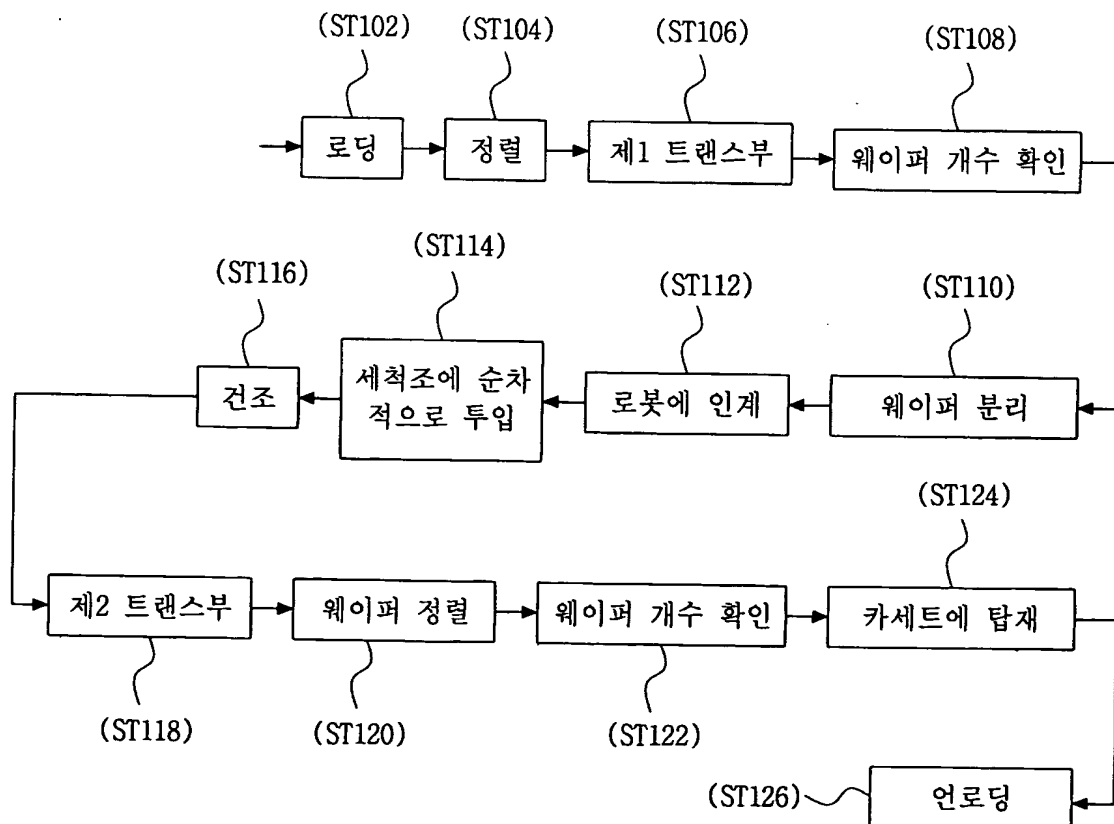 (ST102)
(ST104)
(ST106)
(ST108)
로딩
정렬
제1 트랜스부
웨이퍼 개수 확인
(ST116)
(ST114)
(ST112)
(ST110)
건조
세척조에 순차
적으로 투입
로봇에 인계
웨이퍼 분리
(ST124)
제2 트랜스부
웨이퍼 정렬
웨이퍼 개수 확인
카세트에 탑재
(ST118)
(ST120)
(ST122)
(ST126)
언로딩